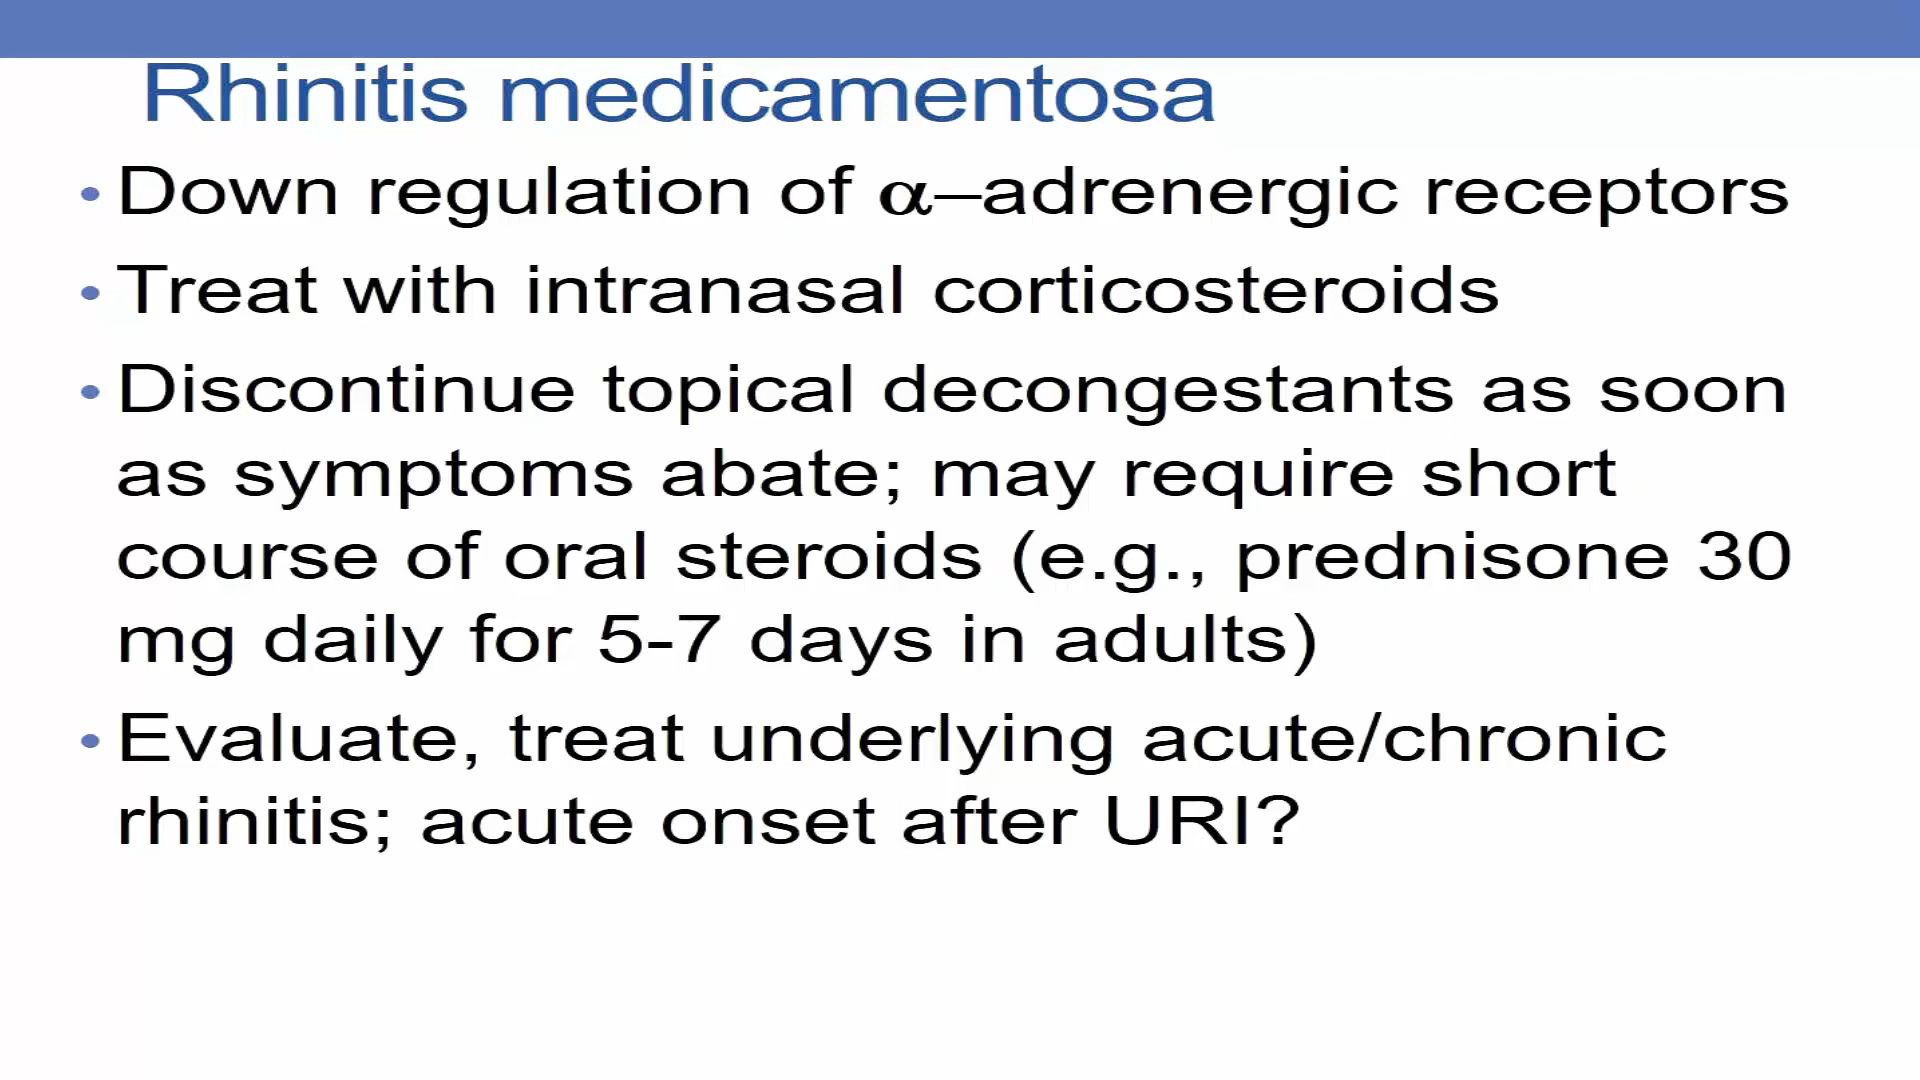 Rhinitis medicamentosa
• Down regulation of α–adrenergic receptors
• Treat with intranasal corticosteroids
• Discontinue topical decongestants as soon
as symptoms abate; may require short
course of oral steroids (e.g., prednisone 30
mg daily for 5-7 days in adults)
• Evaluate, treat underlying acute/chronic
rhinitis; acute onset after URI?